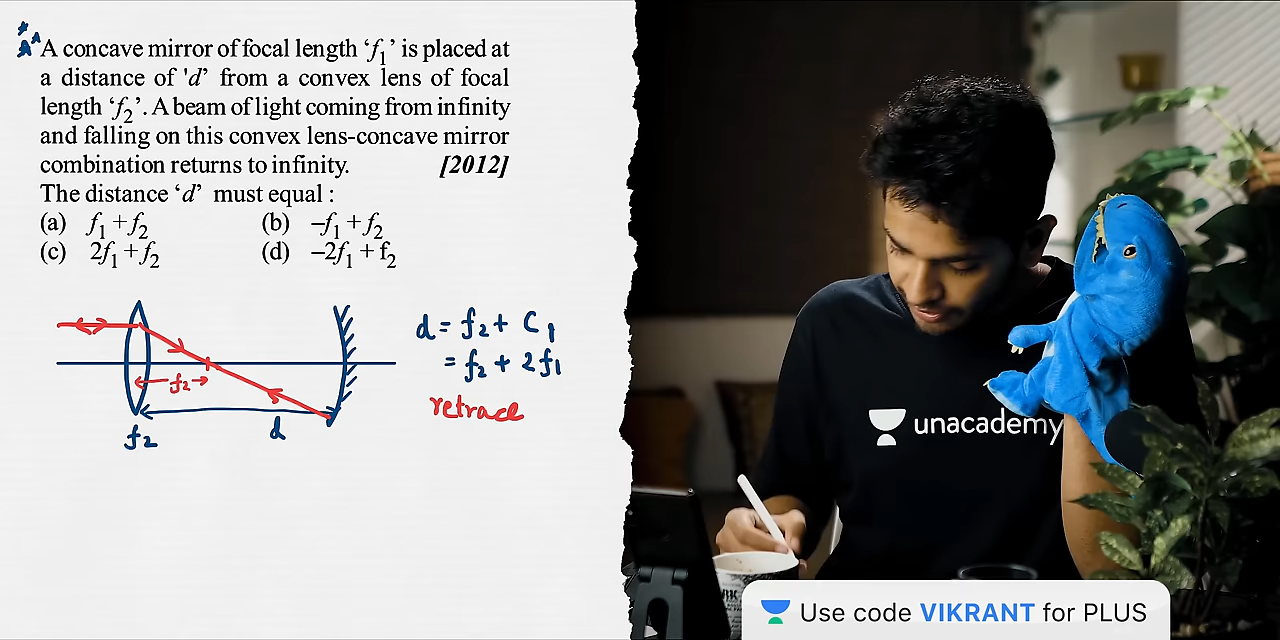 A concave mirror of focal length ‘f₁’ is placed at
a distance of 'd’ from a convex lens of focal
length ‘f₂’. A beam of light coming from infinity
and falling on this convex lens-concave mirror
combination returns to infinity. [2012]
The distance ‘d’ must equal :
(a) f₁ +f₂ (b) –f₁ + f₂
(c) 2f₁ +f₂ (d) –2f₁ + f₂
d = f₂ + C₁
= f₂ + 2f₁
retrace
f₂
d
f₂
unacademy
Use code VIKRANT for PLUS